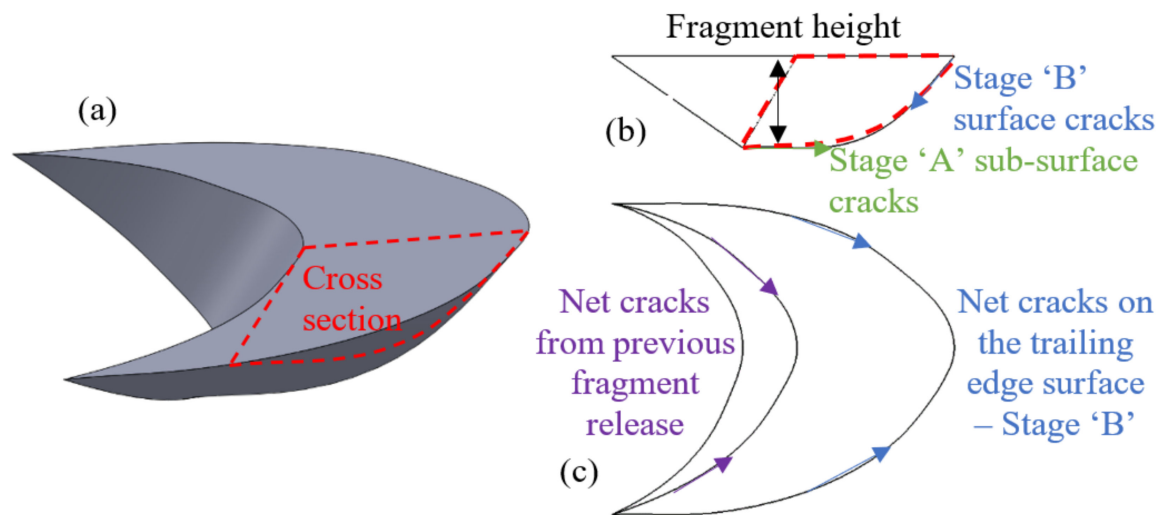 (a)
Cross
section
Fragment height
(b)
Stage ‘B’
surface cracks
Stage ‘A’ sub-surface
cracks
Net cracks
from previous
fragment
release
Net cracks on
the trailing
edge surface
– Stage ‘B’
(c)